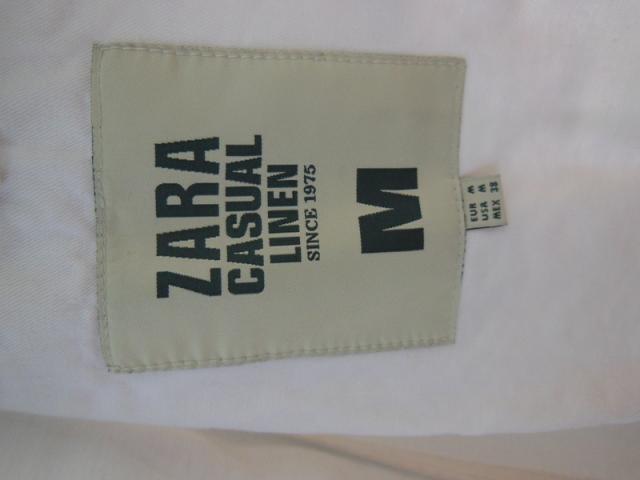 ZARA
CASUAL
LINEN
SINCE 1975
M
EUR M
USA M
MEX 38